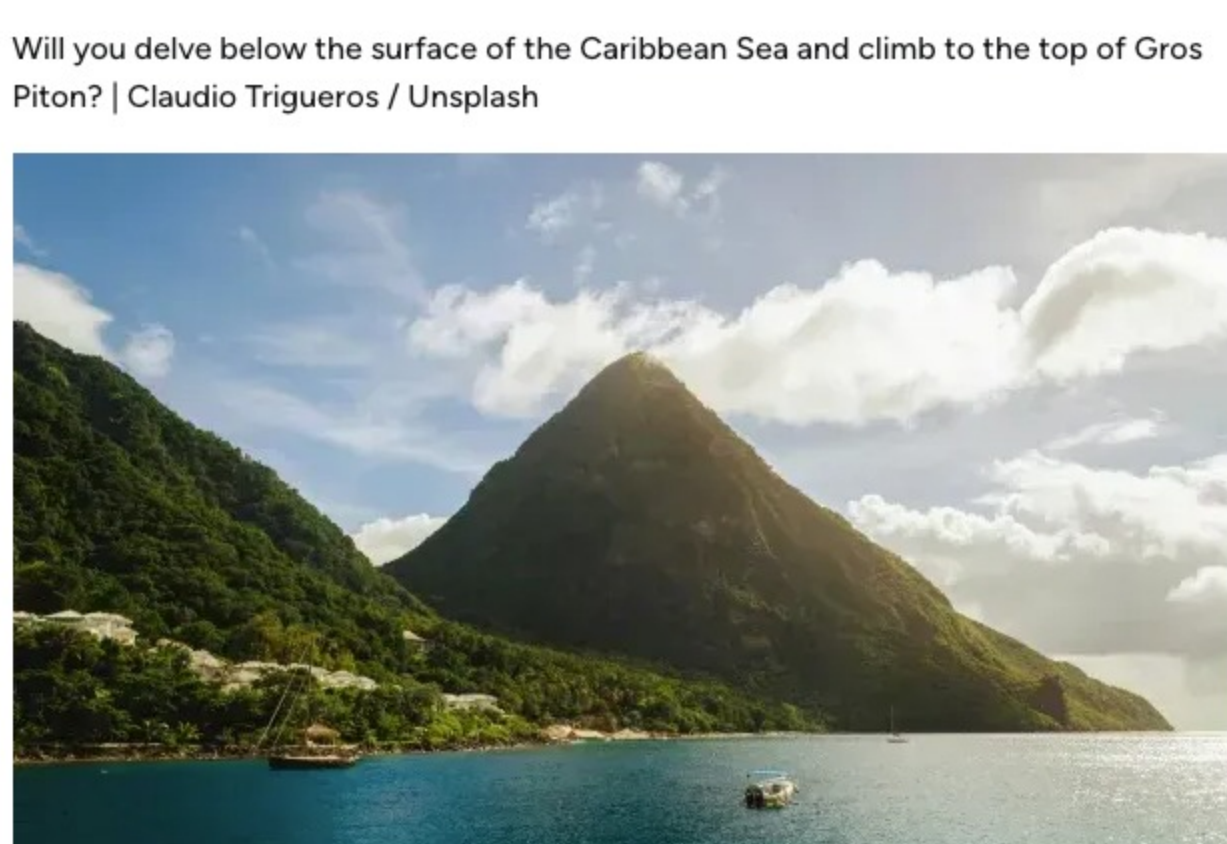 Will you delve below the surface of the Caribbean Sea and climb to the top of Gros
Piton? | Claudio Trigueros / Unsplash